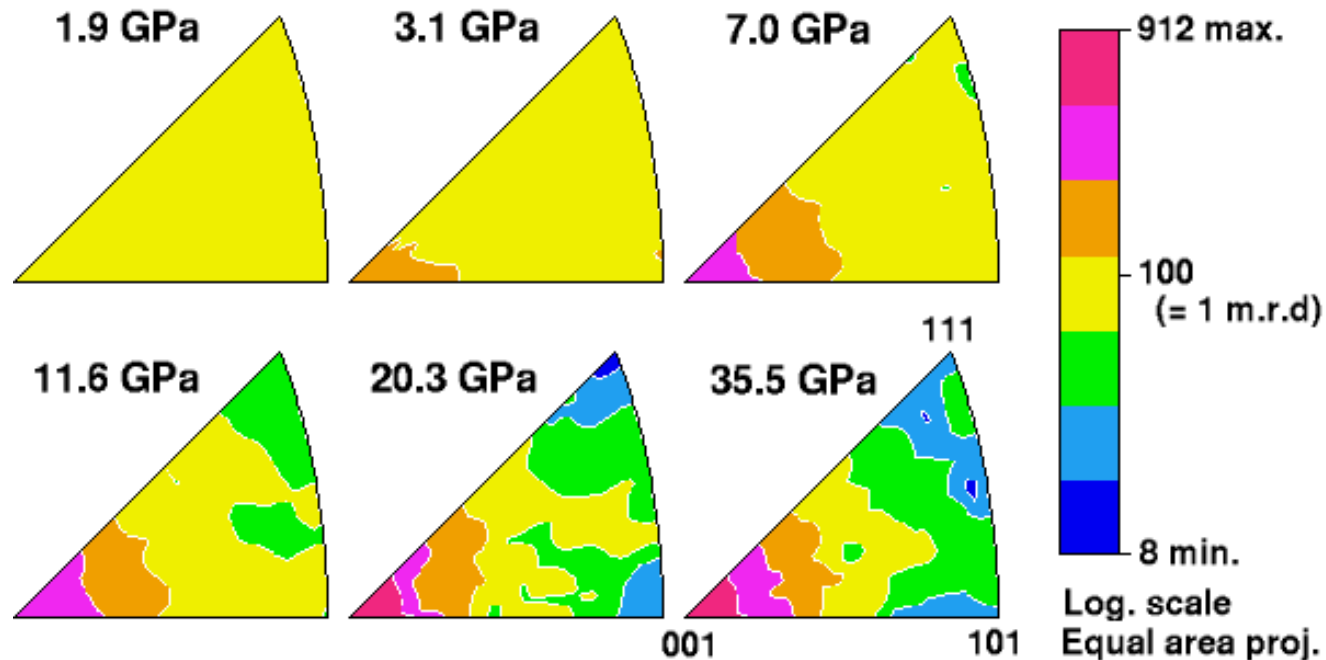 1.9 GPa
3.1 GPa
7.0 GPa
912 max.
100
(= 1 m.r.d)
111
11.6 GPa
20.3 GPa
35.5 GPa
8 min.
Log. scale
001
101
Equal area proj.